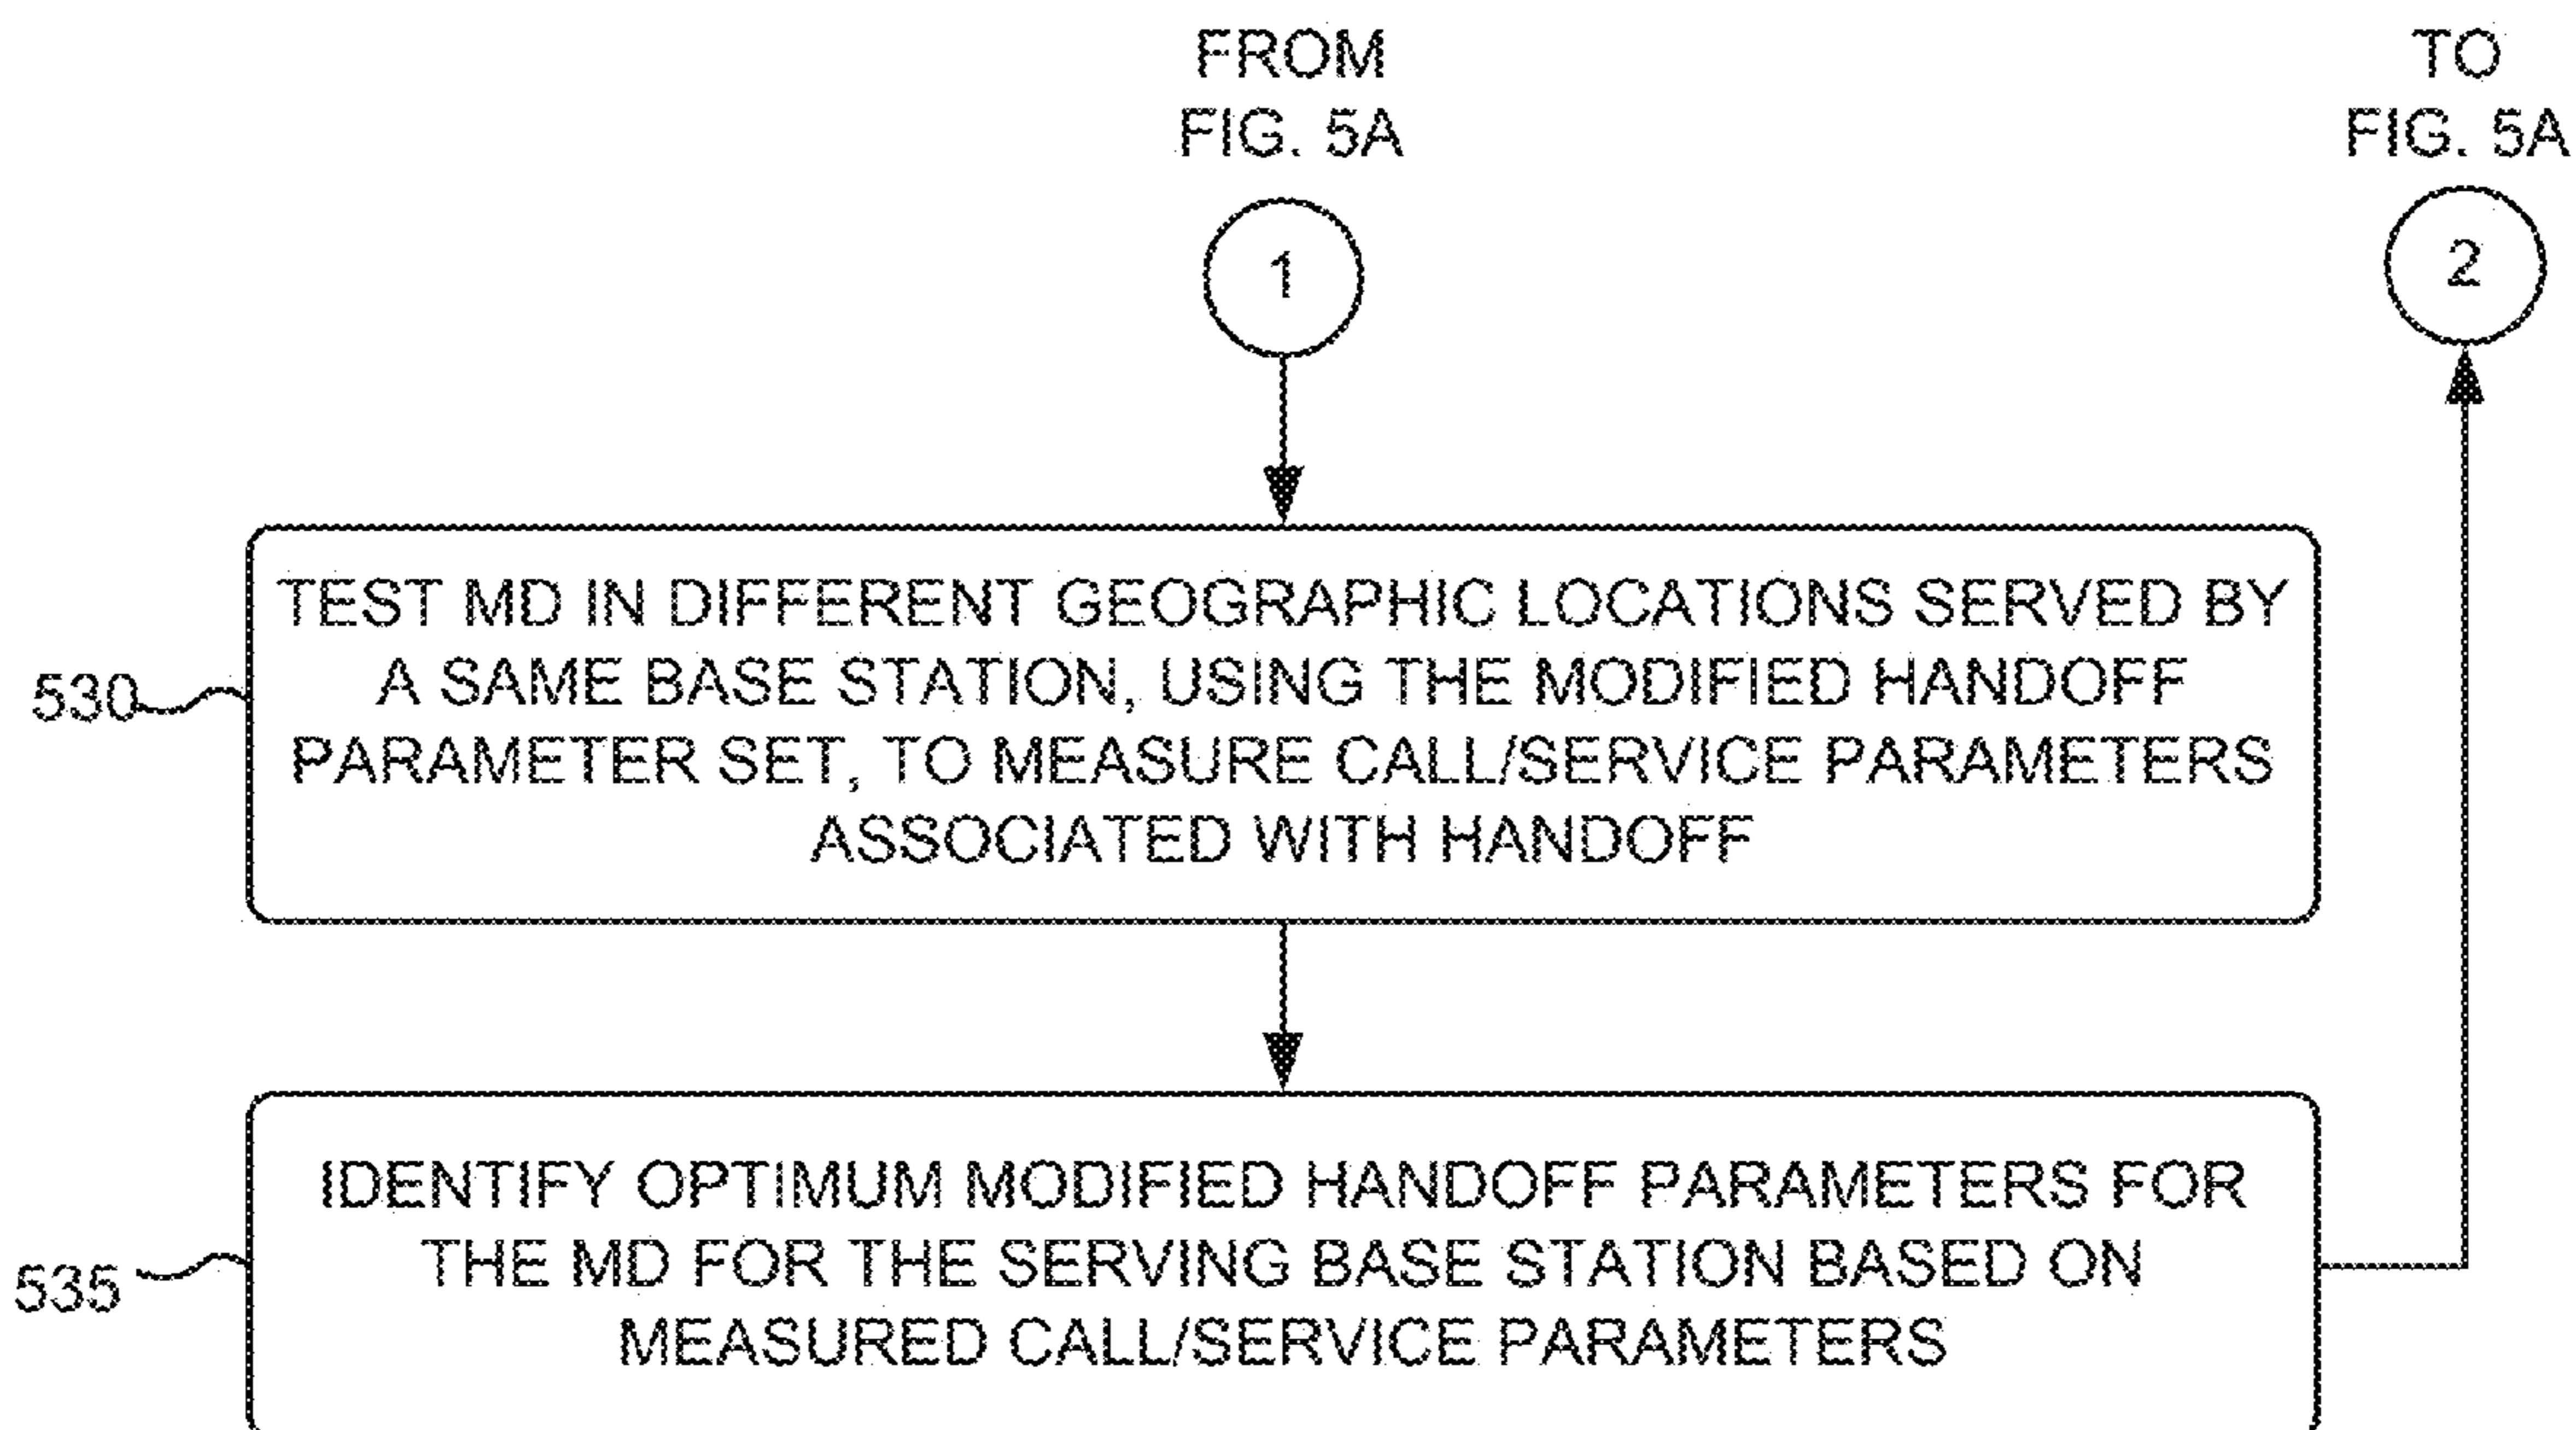 FROM
FIG. 5A
TO
FIG. 5A
1
2
TEST MD IN DIFFERENT GEOGRAPHIC LOCATIONS SERVED BY
A SAME BASE STATION, USING THE MODIFIED HANDOFF
PARAMETER SET, TO MEASURE CALL/SERVICE PARAMETERS
ASSOCIATED WITH HANDOFF
530
IDENTIFY OPTIMUM MODIFIED HANDOFF PARAMETERS FOR
THE MD FOR THE SERVING BASE STATION BASED ON
MEASURED CALL/SERVICE PARAMETERS
535